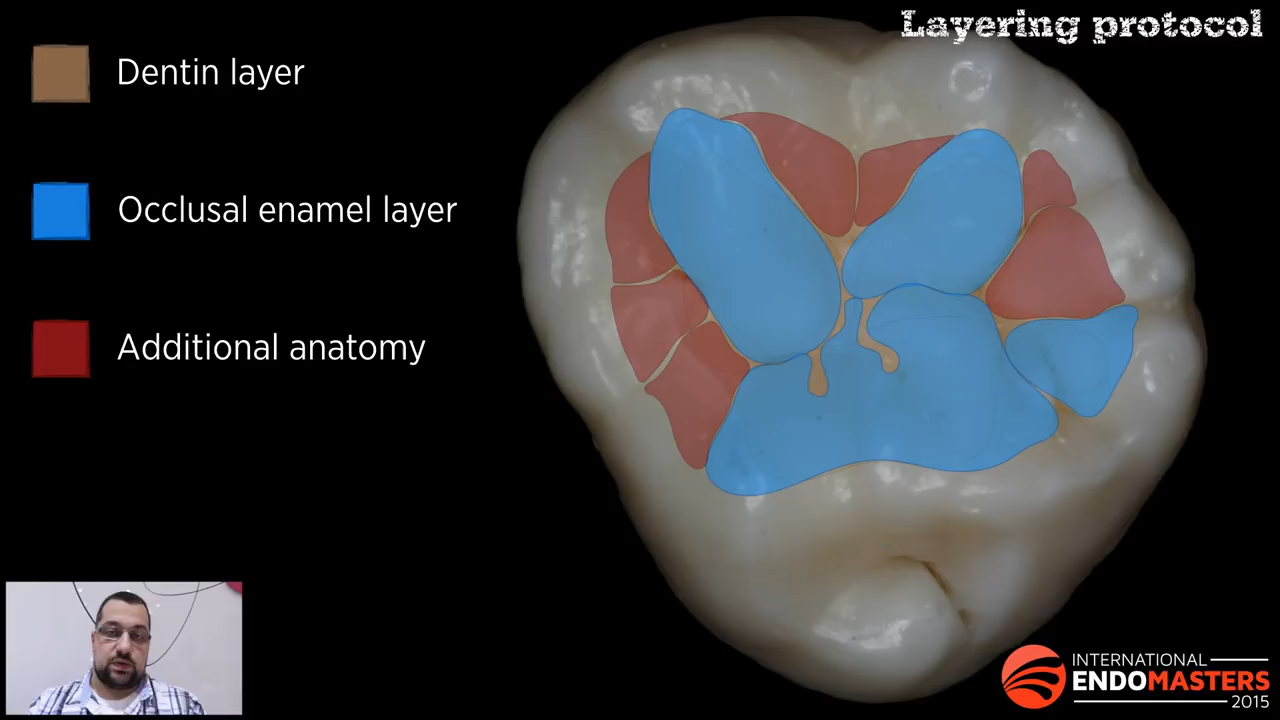 Layering protocol
Dentin layer
Occlusal enamel layer
Additional anatomy
INTERNATIONAL
ENDOMASTERS
2015